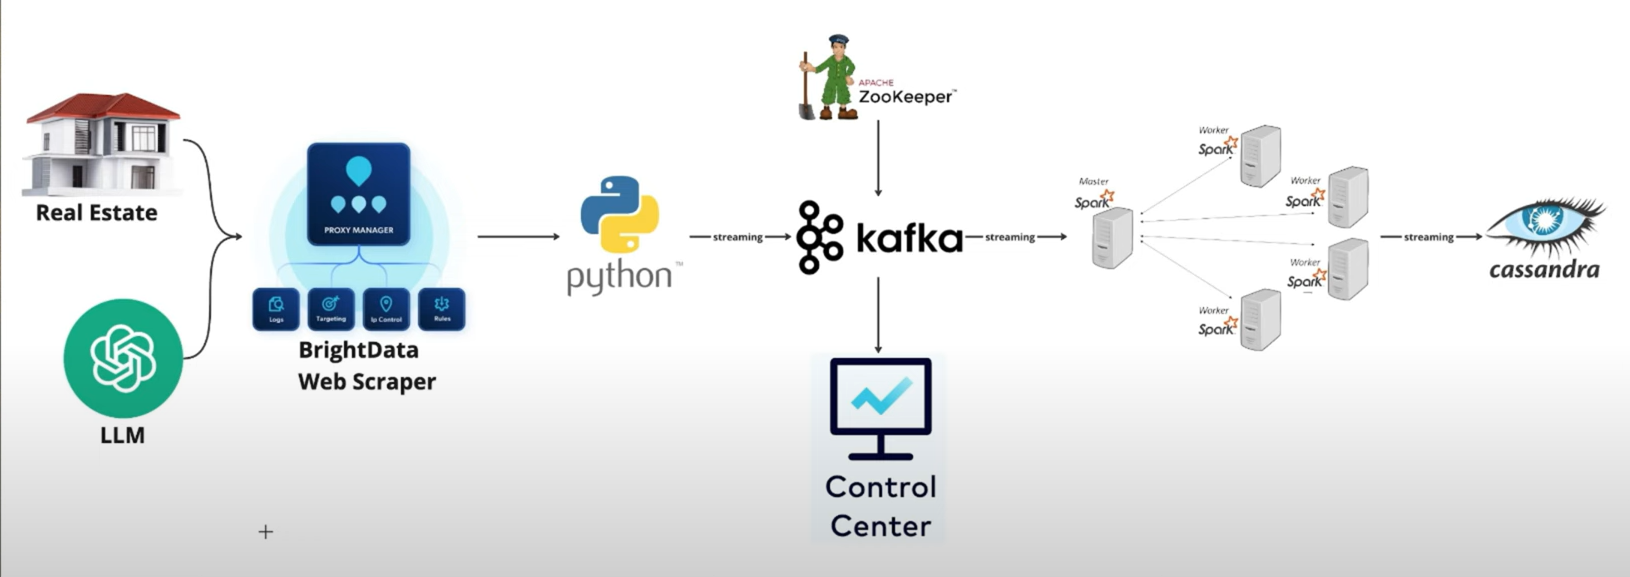 Real Estate
LLM
PROXY MANAGER
Logs
Targeting
Ip Control
Rules
BrightData
Web Scraper
python™
streaming
APACHE
ZooKeeper™
kafka
Control
Center
streaming
Master
Spark
Worker
Spark
Worker
Spark
Worker
Spark
Worker
Spark
streaming
cassandra